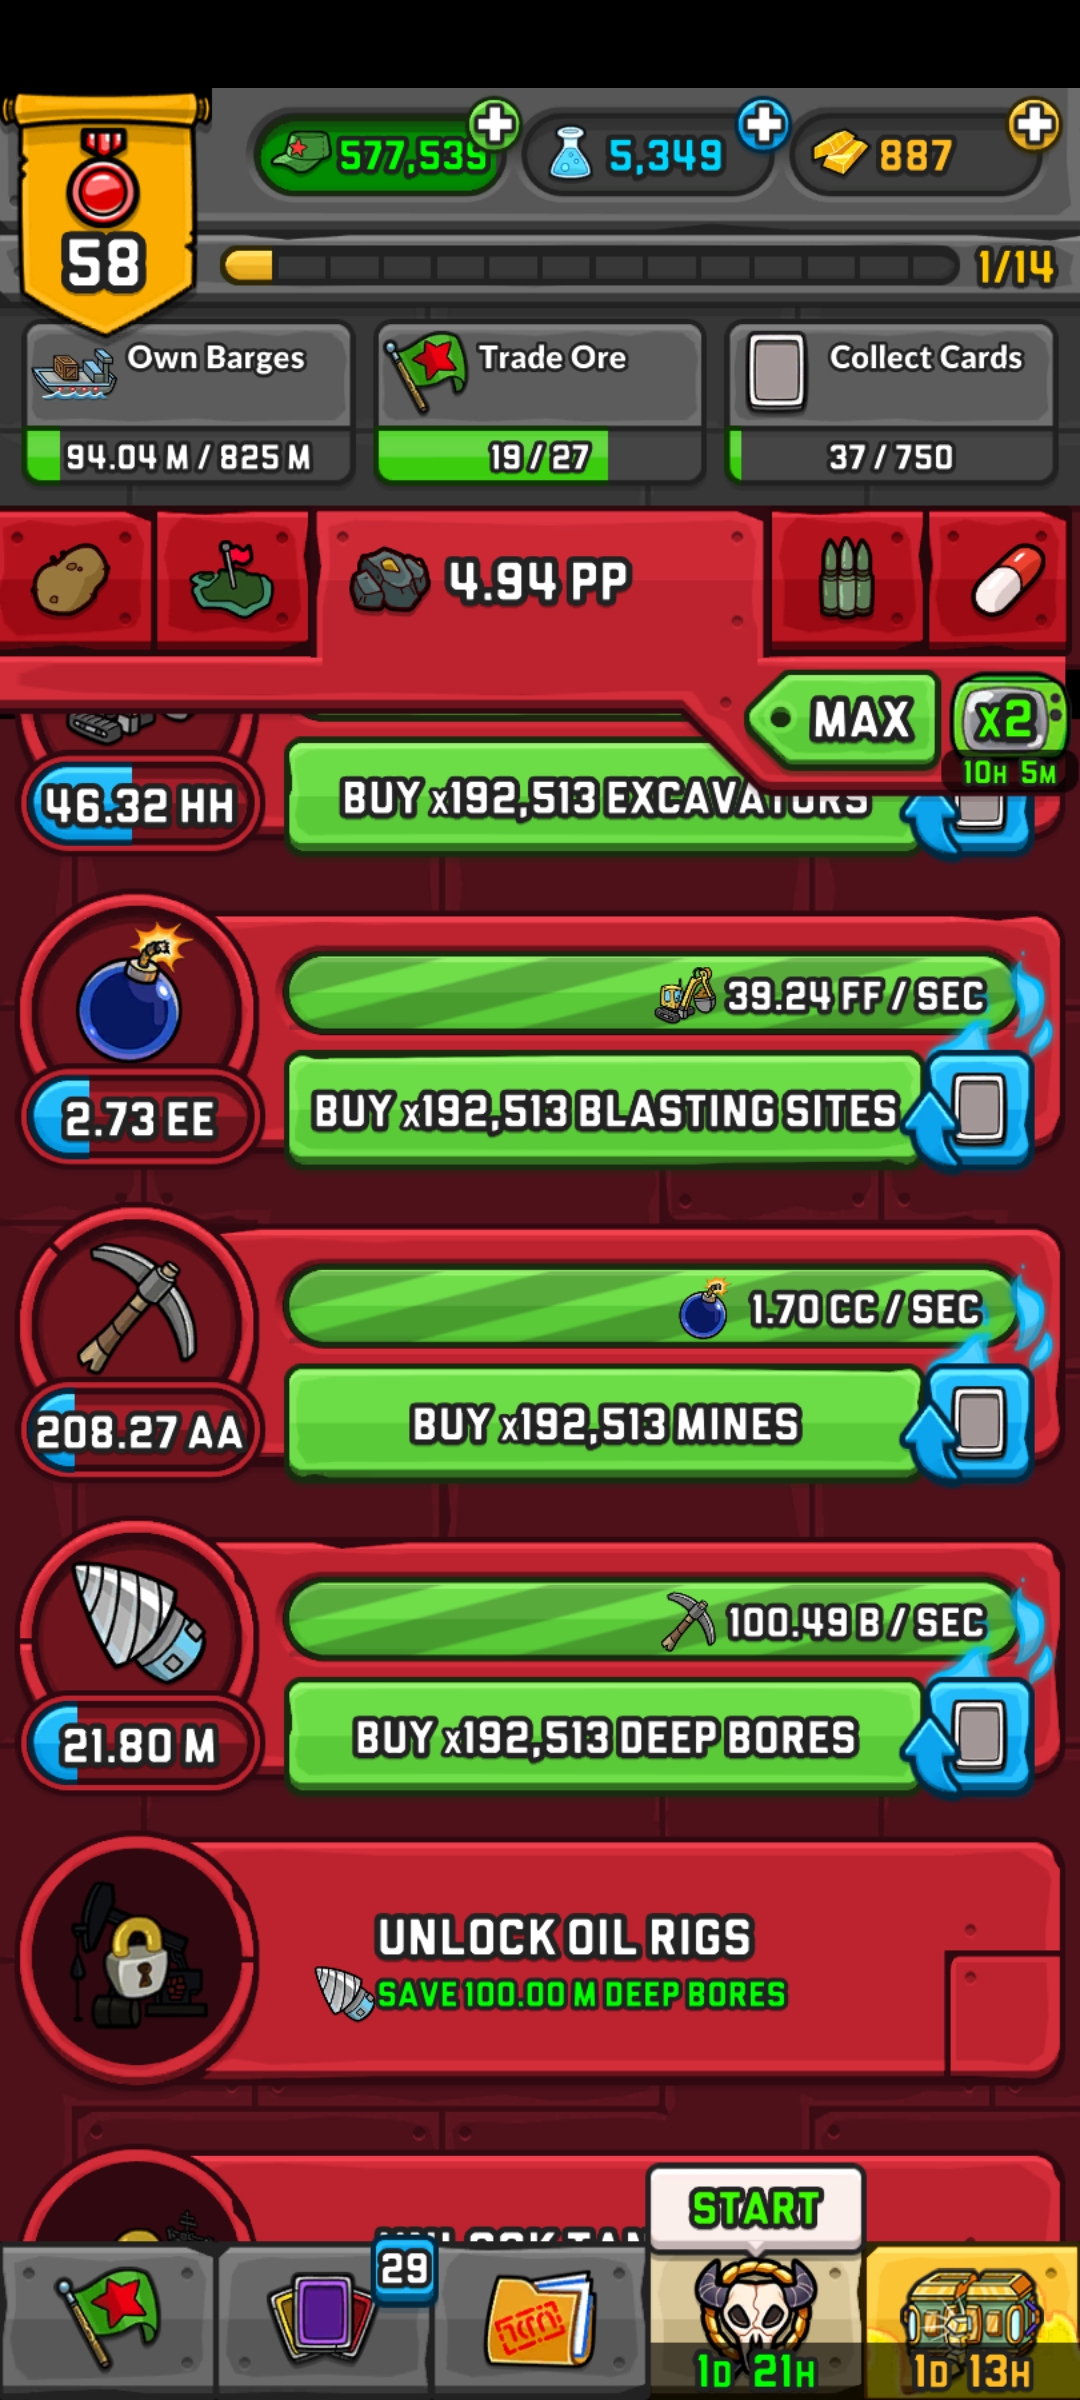 577,539
5,349
887
58
1/14
Own Barges
94.04 M / 825 M
Trade Ore
19 / 27
Collect Cards
37 / 750
4.94 PP
MAX
x2
10H 5M
46.32 HH
BUY x192,513 EXCAVATORS
39.24 FF / SEC
2.73 EE
BUY x192,513 BLASTING SITES
1.70 CC / SEC
208.27 AA
BUY x192,513 MINES
100.49 B / SEC
21.80 M
BUY x192,513 DEEP BORES
UNLOCK OIL RIGS
SAVE 100.00 M DEEP BORES
UNLOCK
START
29
1D 21H
1D 13H